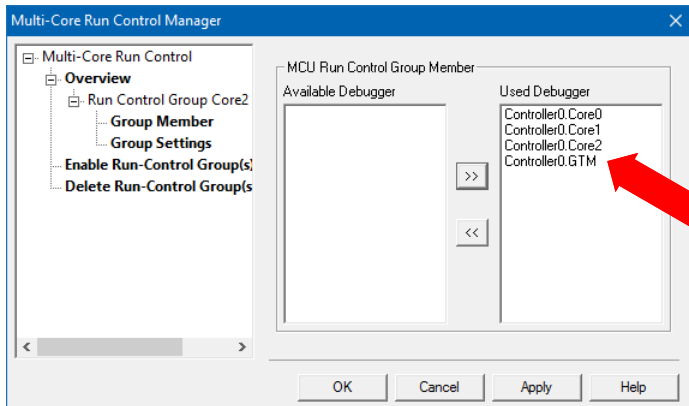 Multi-Core Run Control Manager
Multi-Core Run Control
Overview
Run Control Group Core2
Group Member
Group Settings
Enable Run-Control Group(s)
Delete Run-Control Group(s
MCU Run Control Group Member
Available Debugger
Used Debugger
Controller0.Core0
Controller0.Core1
Controller0.Core2
Controller0.GTM
>>
<<
OK
Cancel
Apply
Help